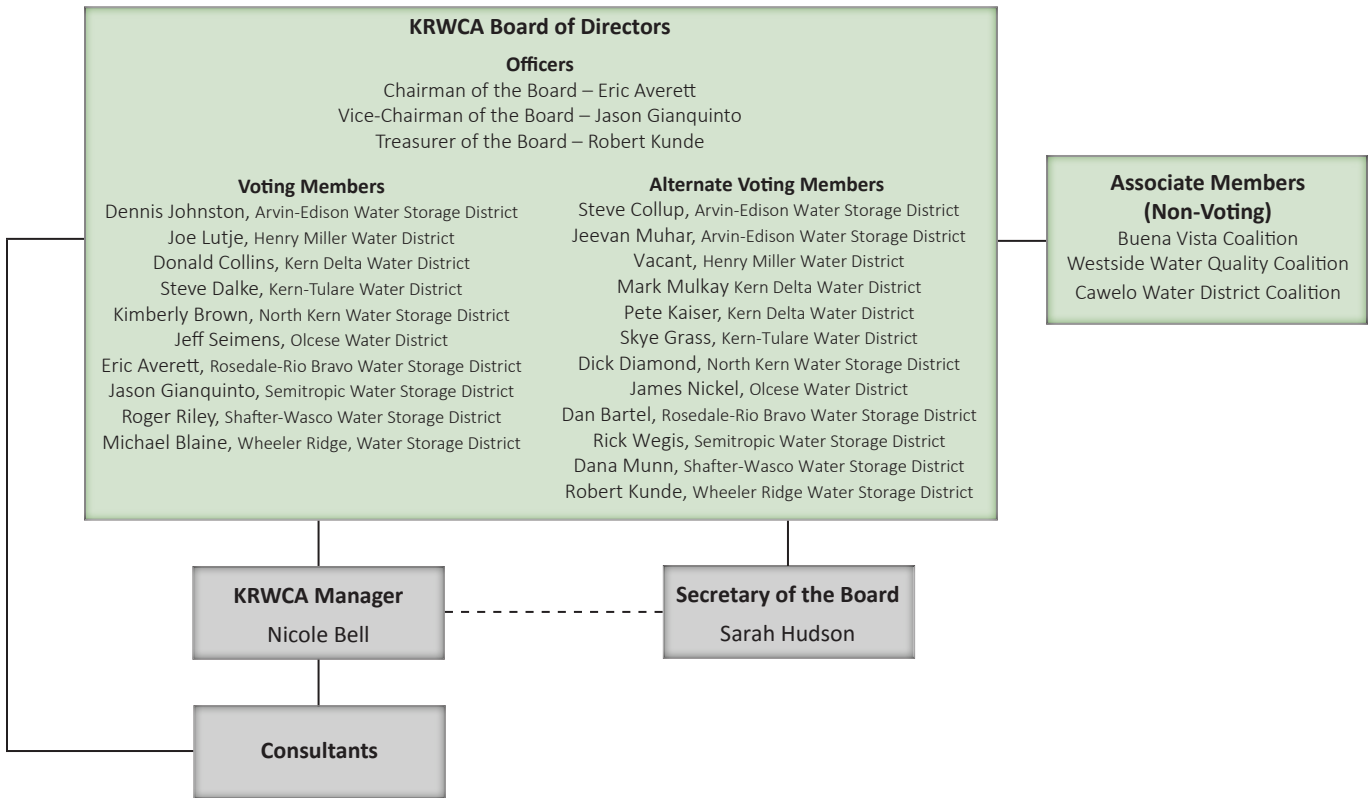 KRWCA Board of Directors
Officers
Chairman of the Board – Eric Averett
Vice-Chairman of the Board – Jason Gianquinto
Treasurer of the Board – Robert Kunde
Voting Members
Dennis Johnston, Arvin-Edison Water Storage District
Joe Lutje, Henry Miller Water District
Donald Collins, Kern Delta Water District
Steve Dalke, Kern-Tulare Water District
Kimberly Brown, North Kern Water Storage District
Jeff Seimens, Olcese Water District
Eric Averett, Rosedale-Rio Bravo Water Storage District
Jason Gianquinto, Semitropic Water Storage District
Roger Riley, Shafter-Wasco Water Storage District
Michael Blaine, Wheeler Ridge, Water Storage District
Alternate Voting Members
Steve Collup, Arvin-Edison Water Storage District
Jeevan Muhar, Arvin-Edison Water Storage District
Vacant, Henry Miller Water District
Mark Mulkay Kern Delta Water District
Pete Kaiser, Kern Delta Water District
Skye Grass, Kern-Tulare Water District
Dick Diamond, North Kern Water Storage District
James Nickel, Olcese Water District
Dan Bartel, Rosedale-Rio Bravo Water Storage District
Rick Wegis, Semitropic Water Storage District
Dana Munn, Shafter-Wasco Water Storage District
Robert Kunde, Wheeler Ridge Water Storage District
Associate Members
(Non-Voting)
Buena Vista Coalition
Westside Water Quality Coalition
Cawelo Water District Coalition
KRWCA Manager
Nicole Bell
Secretary of the Board
Sarah Hudson
Consultants